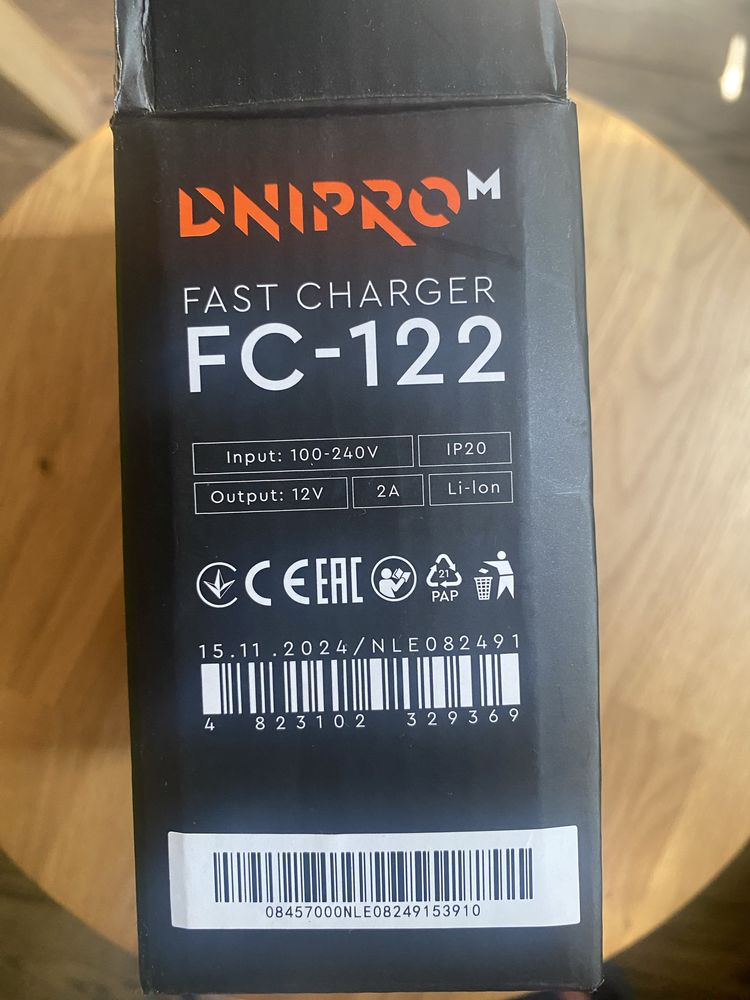 DNIPRO M
FAST CHARGER
FC-122
Input: 100-240V IP20
Output: 12V 2A Li-Ion
CE EAC 21 PAP
15.11.2024/NLE082491
4 823102 329369
08457000NLE08249153910